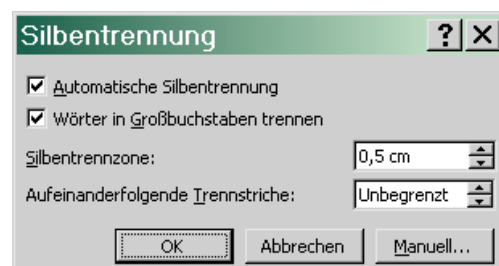 Silbentrennung
Automatische Silbentrennung
Wörter in Großbuchstaben trennen
Silbentrennzone: 0,5 cm
Aufeinanderfolgende Trennstriche: Unbegrenzt
OK Abbrechen Manuell...